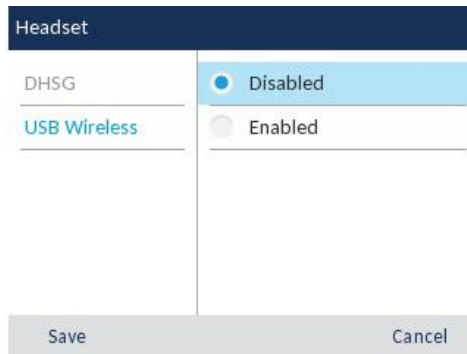 Headset
DHSG
USB Wireless
Disabled
Enabled
Save
Cancel